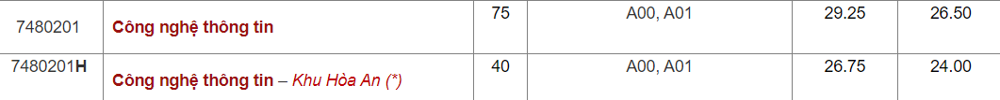 7480201 Công nghệ thông tin 75 A00, A01 29.25 26.50
7480201H Công nghệ thông tin – Khu Hòa An (*) 40 A00, A01 26.75 24.00